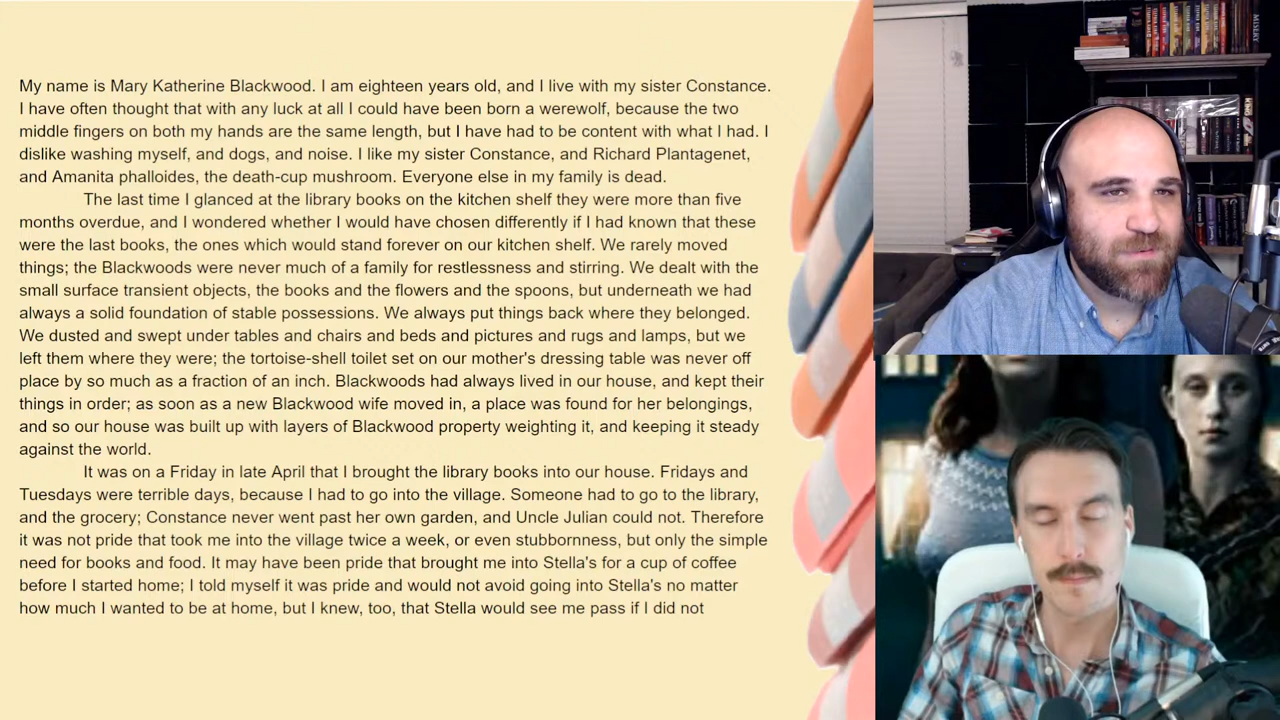 My name is Mary Katherine Blackwood. I am eighteen years old, and I live with my sister Constance.
I have often thought that with any luck at all I could have been born a werewolf, because the two
middle fingers on both my hands are the same length, but I have had to be content with what I had. I
dislike washing myself, and dogs, and noise. I like my sister Constance, and Richard Plantagenet,
and Amanita phalloides, the death-cup mushroom. Everyone else in my family is dead.
The last time I glanced at the library books on the kitchen shelf they were more than five
months overdue, and I wondered whether I would have chosen differently if I had known that these
were the last books, the ones which would stand forever on our kitchen shelf. We rarely moved
things; the Blackwoods were never much of a family for restlessness and stirring. We dealt with the
small surface transient objects, the books and the flowers and the spoons, but underneath we had
always a solid foundation of stable possessions. We always put things back where they belonged.
We dusted and swept under tables and chairs and beds and pictures and rugs and lamps, but we
left them where they were; the tortoise-shell toilet set on our mother's dressing table was never off
place by so much as a fraction of an inch. Blackwoods had always lived in our house, and kept their
things in order; as soon as a new Blackwood wife moved in, a place was found for her belongings,
and so our house was built up with layers of Blackwood property weighting it, and keeping it steady
against the world.
It was on a Friday in late April that I brought the library books into our house. Fridays and
Tuesdays were terrible days, because I had to go into the village. Someone had to go to the library,
and the grocery; Constance never went past her own garden, and Uncle Julian could not. Therefore
it was not pride that took me into the village twice a week, or even stubbornness, but only the simple
need for books and food. It may have been pride that brought me into Stella's for a cup of coffee
before I started home; I told myself it was pride and would not avoid going into Stella's no matter
how much I wanted to be at home, but I knew, too, that Stella would see me pass if I did not
MISERY
KING